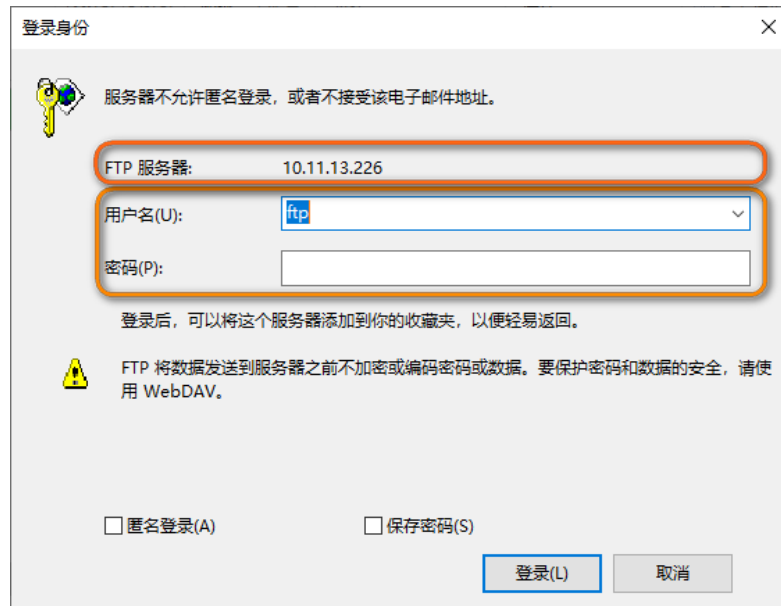 登录身份
服务器不允许匿名登录，或者不接受该电子邮件地址。
FTP 服务器: 10.11.13.226
用户名(U): ftp
密码(P):
登录后，可以将这个服务器添加到你的收藏夹，以便轻易返回。
FTP 将数据发送到服务器之前不加密或编码密码或数据。要保护密码和数据的安全，请使
用 WebDAV。
匿名登录(A) 保存密码(S)
登录(L) 取消